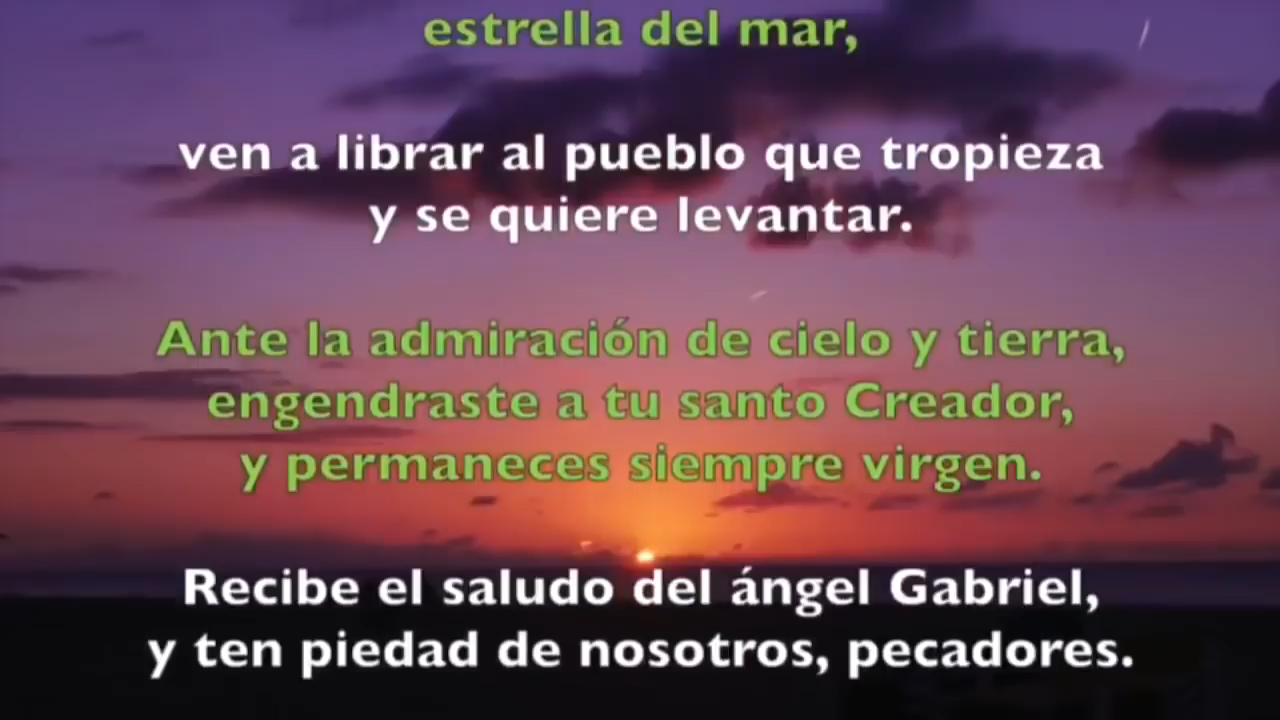 estrella del mar,
ven a librar al pueblo que tropieza
y se quiere levantar.
Ante la admiración de cielo y tierra,
engendraste a tu santo Creador,
y permaneces siempre virgen.
Recibe el saludo del ángel Gabriel,
y ten piedad de nosotros, pecadores.